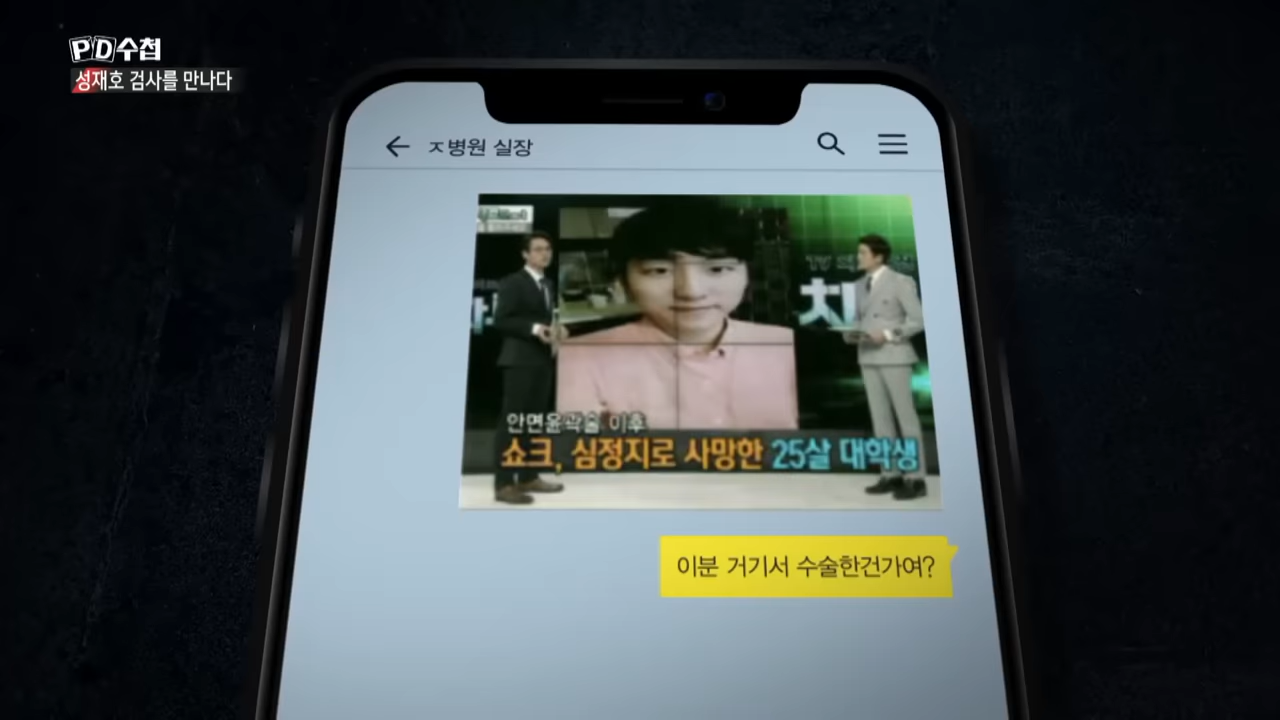 PD수첩
성재호 검사를 만나다
ㅈ병원 실장
안면윤곽술 이후
쇼크, 심정지로 사망한 25살 대학생
이분 거기서 수술한건가여?